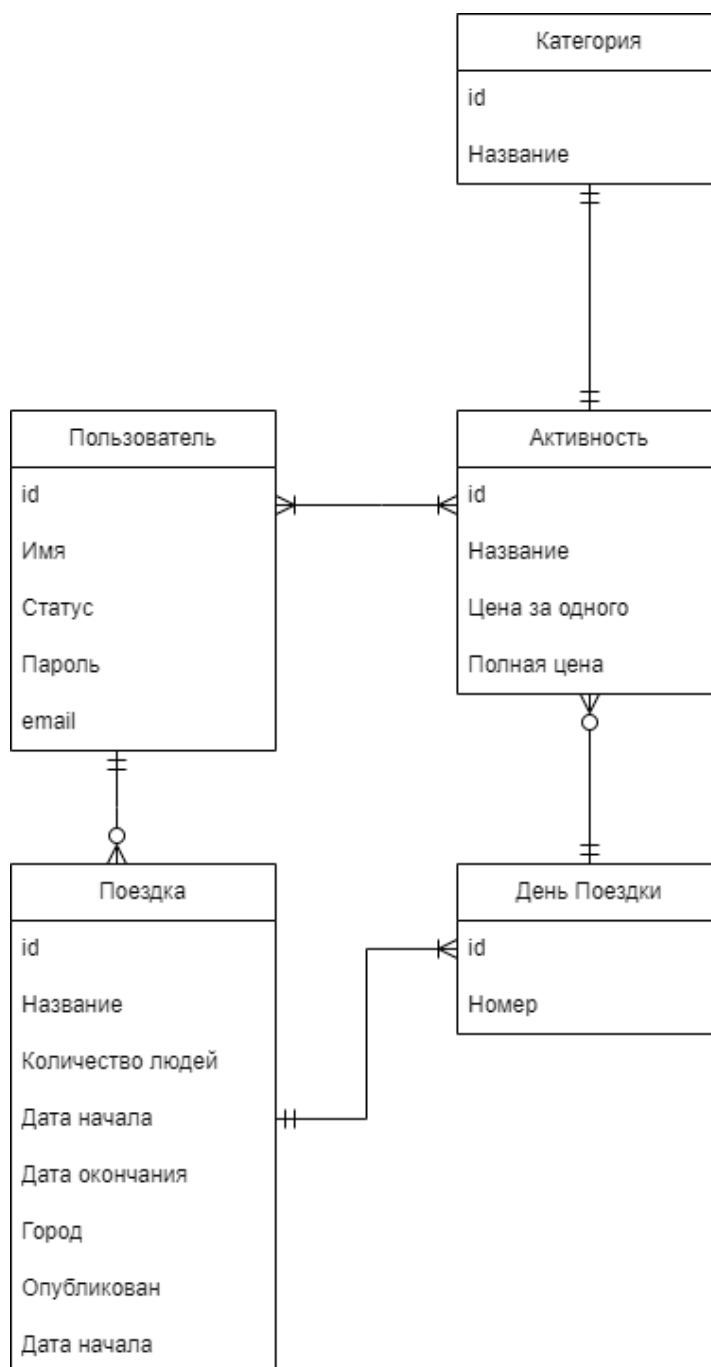 Категория
id
Название
Пользователь
id
Имя
Статус
Пароль
email
Активность
id
Название
Цена за одного
Полная цена
Поездка
id
Название
Количество людей
Дата начала
Дата окончания
Город
Опубликован
Дата начала
День Поездки
id
Номер